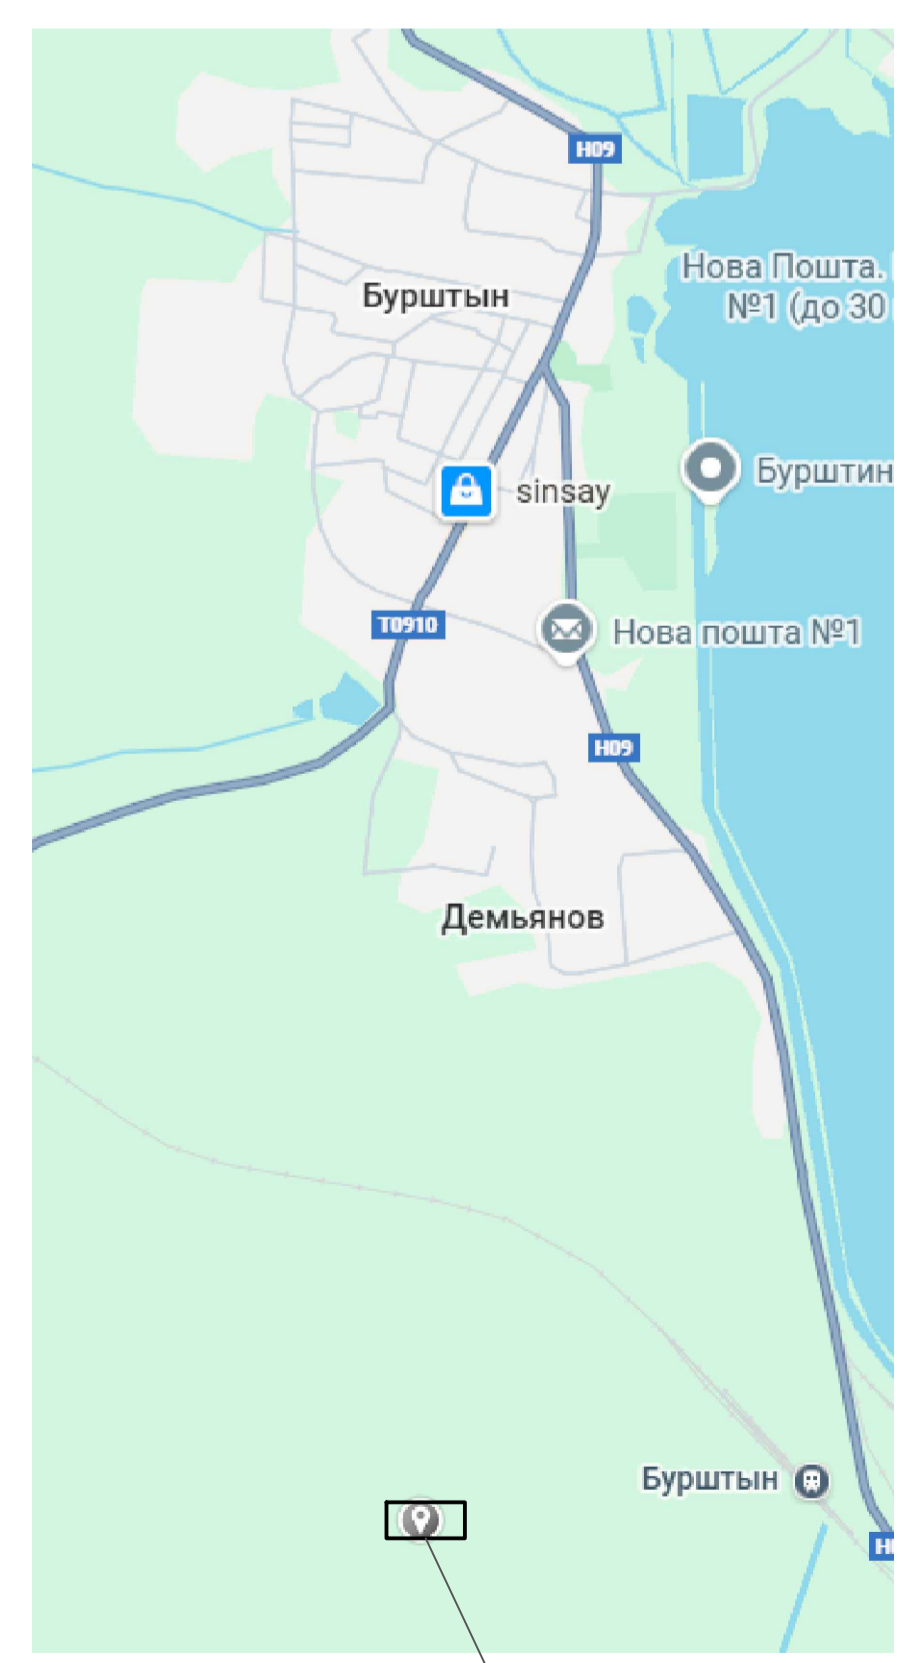 H09
Нова Пошта.
№1 (до 30
Бурштын
Бурштин
sinsay
T0910
Нова пошта №1
H09
Демьянов
Бурштын